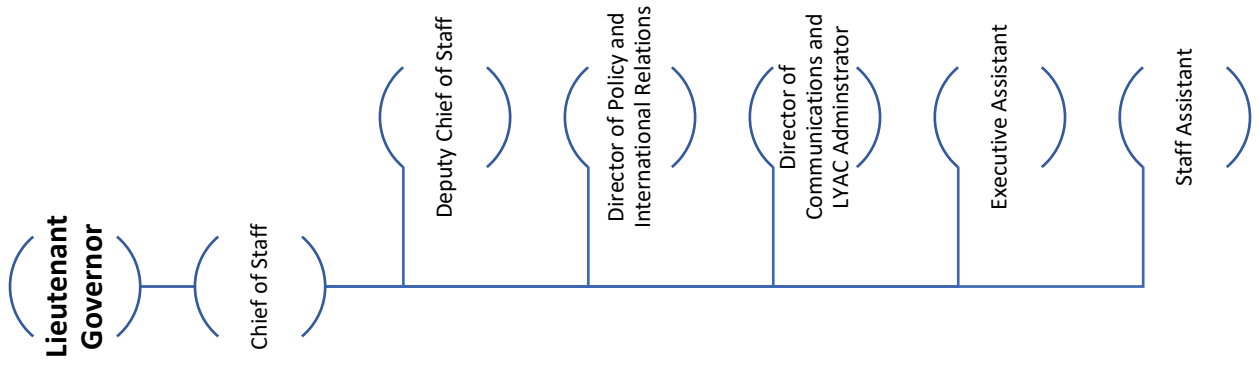 Lieutenant
Governor
Chief of Staff
Deputy Chief of Staff
Director of Policy and
International Relations
Director of
Communications and
LYAC Adminstrator
Executive Assistant
Staff Assistant